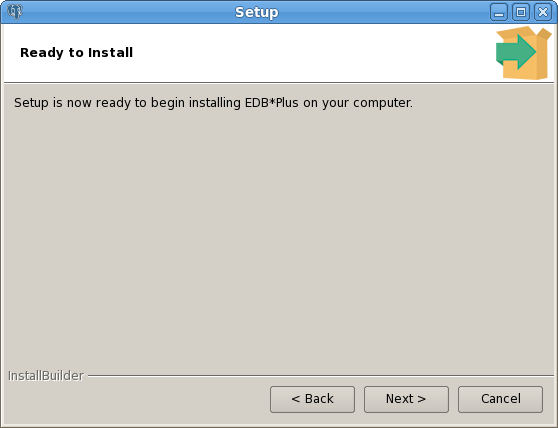 Setup
Ready to Install
Setup is now ready to begin installing EDB*Plus on your computer.
InstallBuilder
< Back
Next >
Cancel